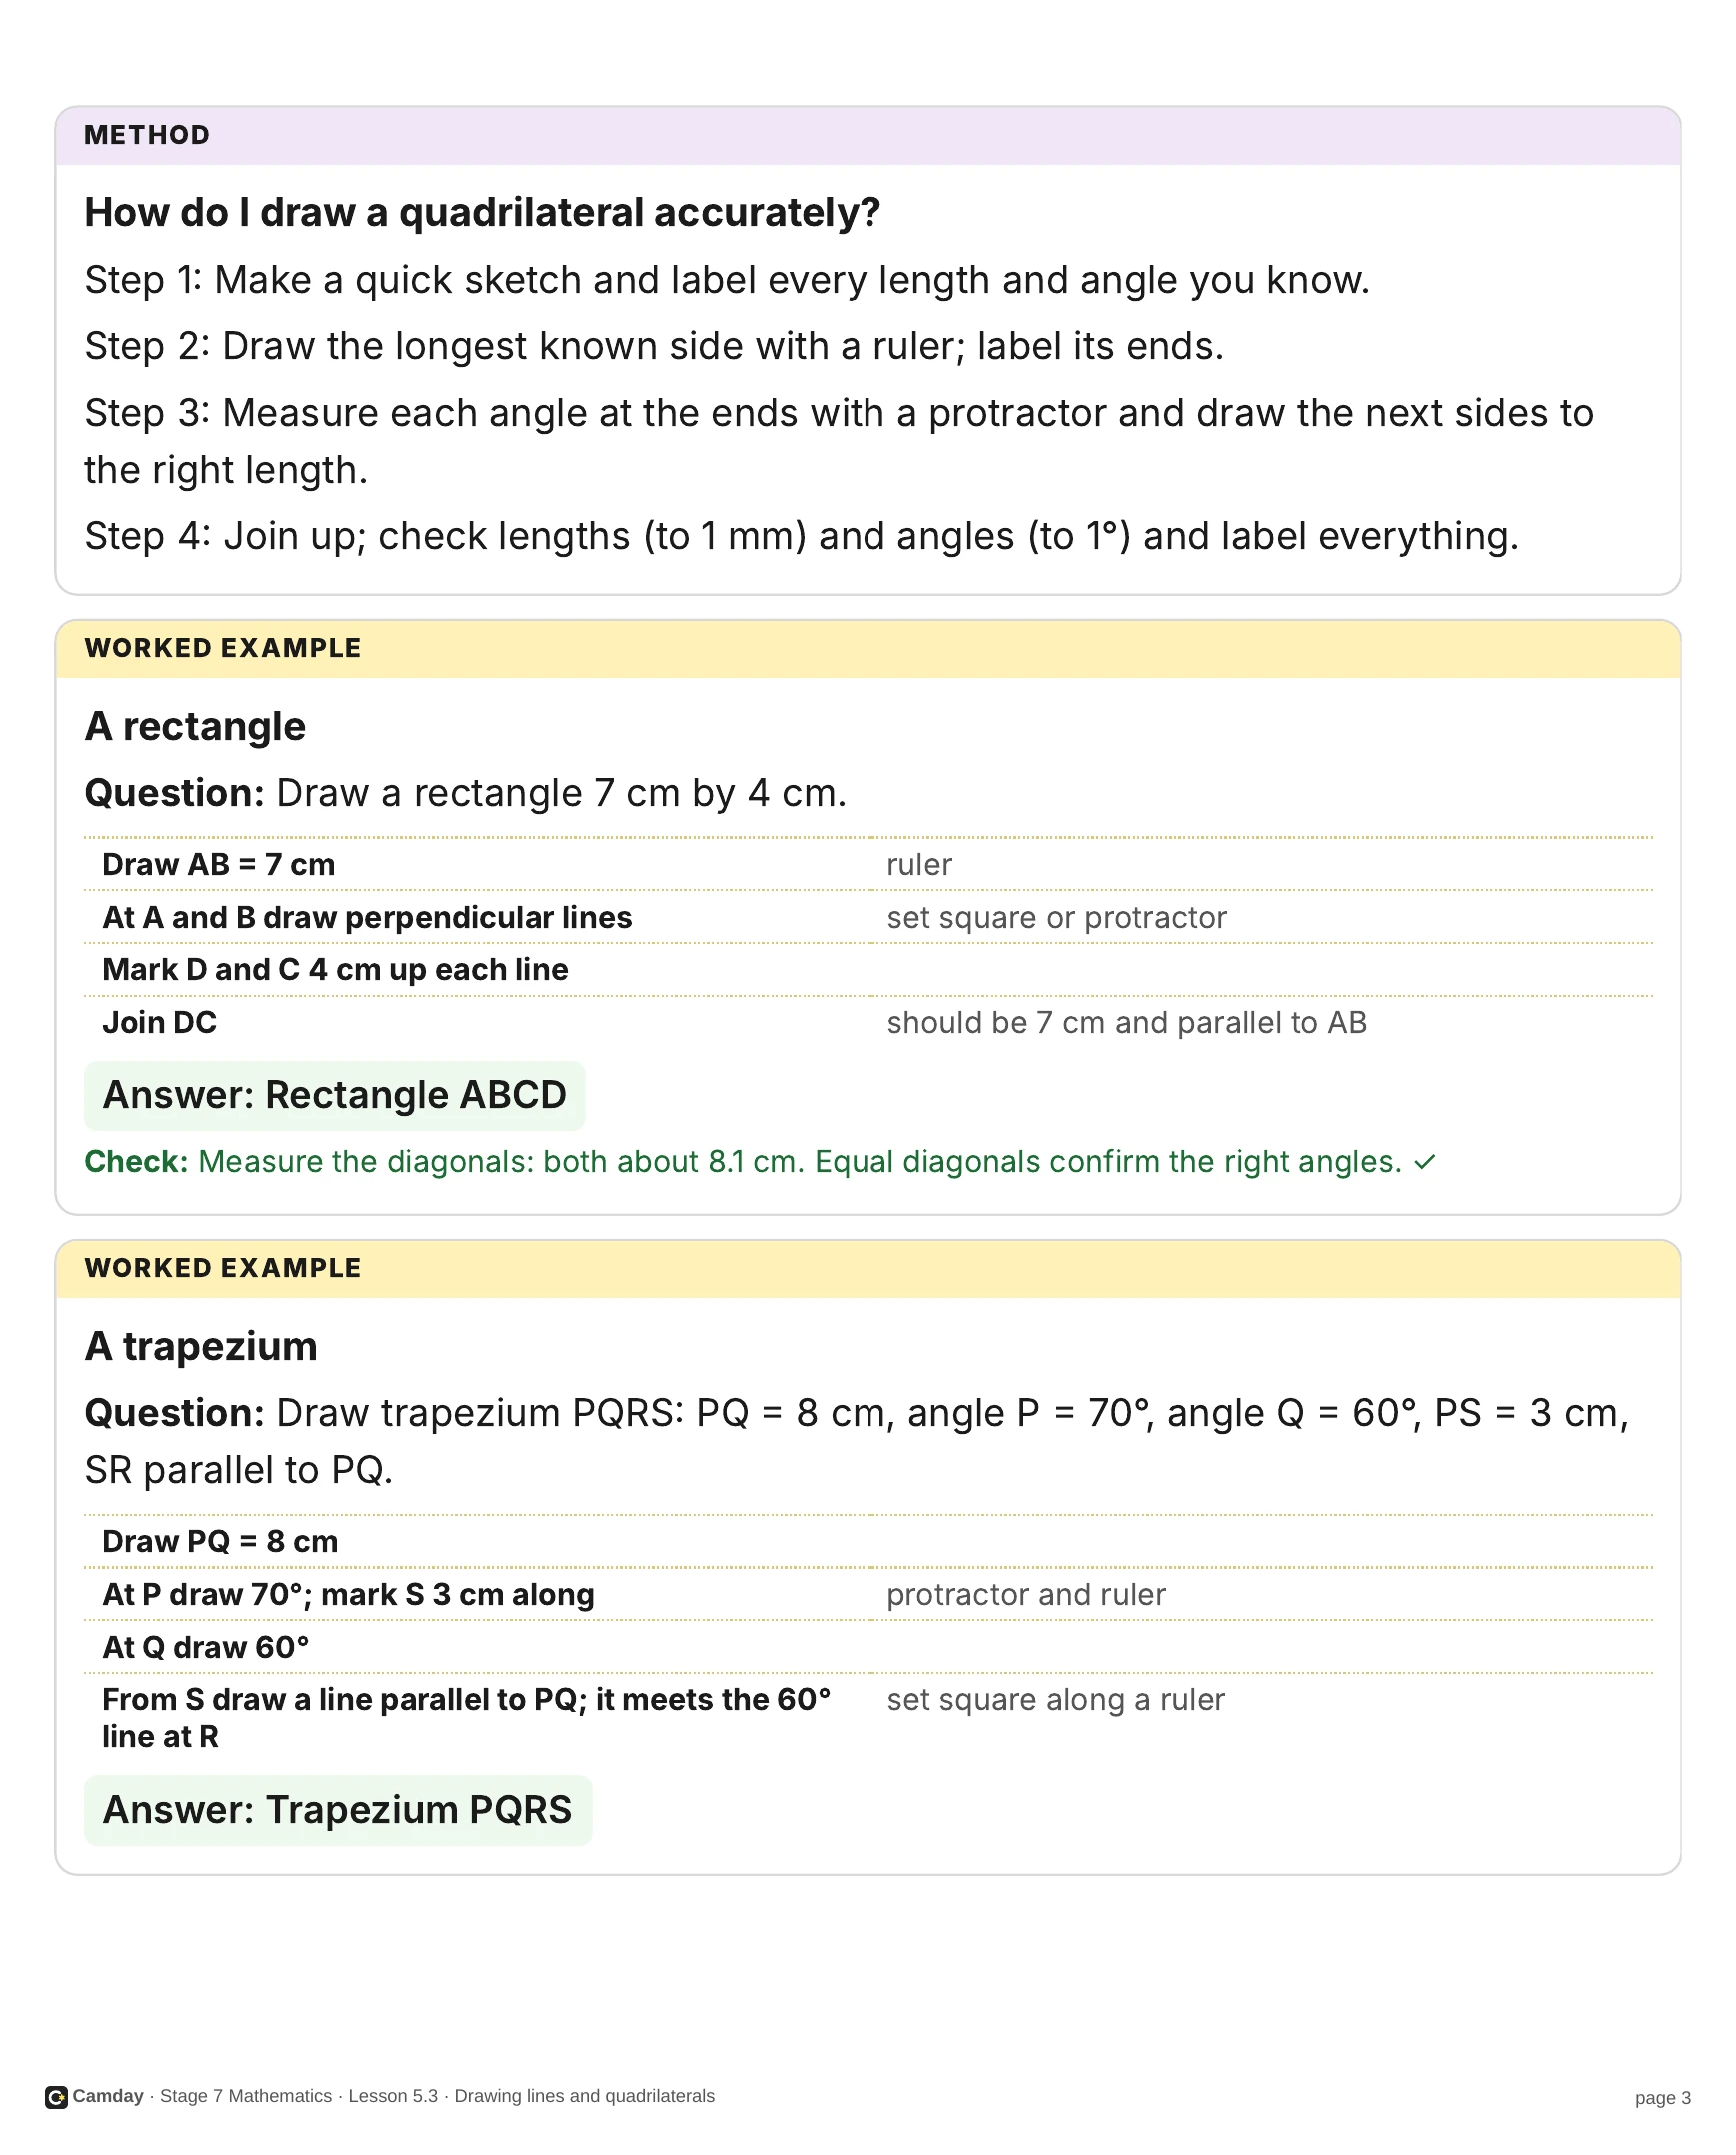 METHOD
How do I draw a quadrilateral accurately?
Step 1: Make a quick sketch and label every length and angle you know.
Step 2: Draw the longest known side with a ruler; label its ends.
Step 3: Measure each angle at the ends with a protractor and draw the next sides to
the right length.
Step 4: Join up; check lengths (to 1 mm) and angles (to 1°) and label everything.
WORKED EXAMPLE
A rectangle
Question: Draw a rectangle 7 cm by 4 cm.
Draw AB = 7 cm ruler
At A and B draw perpendicular lines set square or protractor
Mark D and C 4 cm up each line
Join DC should be 7 cm and parallel to AB
Answer: Rectangle ABCD
Check: Measure the diagonals: both about 8.1 cm. Equal diagonals confirm the right angles. ✓
WORKED EXAMPLE
A trapezium
Question: Draw trapezium PQRS: PQ = 8 cm, angle P = 70°, angle Q = 60°, PS = 3 cm,
SR parallel to PQ.
Draw PQ = 8 cm
At P draw 70°; mark S 3 cm along protractor and ruler
At Q draw 60°
From S draw a line parallel to PQ; it meets the 60° set square along a ruler
line at R
Answer: Trapezium PQRS
Camday · Stage 7 Mathematics · Lesson 5.3 · Drawing lines and quadrilaterals page 3